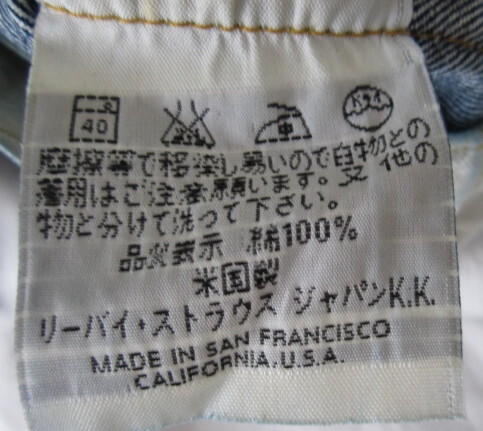 40
摩擦等で移染し易いので白物との
着用はご注意願います。又他の
物と分けて洗って下さい。
品質表示 綿100%
米国製
リーバイ・ストラウス ジャパンK.K.
MADE IN SAN FRANCISCO
CALIFORNIA, U.S.A.